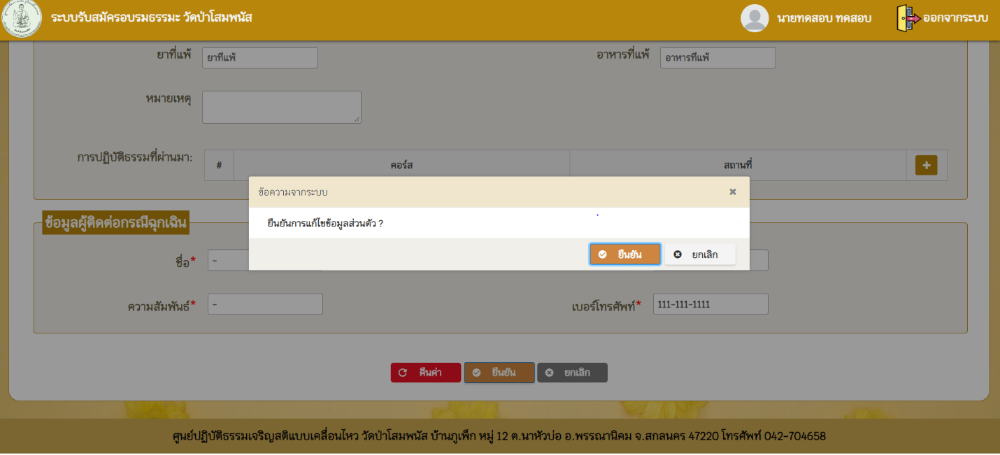 ระบบรับสมัครอบรมธรรมะ วัดป่าโสมพนัส
นายทดสอบ ทดสอบ
ออกจากระบบ
ยาที่แพ้ ยาที่แพ้
อาหารที่แพ้ อาหารที่แพ้
หมายเหตุ
การปฏิบัติธรรมที่ผ่านมา:
# คอร์ส สถานที่ +
ข้อความจากระบบ
ยืนยันการแก้ไขข้อมูลส่วนตัว ?
ยืนยัน ยกเลิก
ข้อมูลผู้ติดต่อกรณีฉุกเฉิน
ชื่อ* -
ความสัมพันธ์* -
เบอร์โทรศัพท์* 111-111-1111
คืนค่า ยืนยัน ยกเลิก
ศูนย์ปฏิบัติธรรมเจริญสติแบบเคลื่อนไหว วัดป่าโสมพนัส บ้านภูเพ็ก หมู่ 12 ต.นาหัวบ่อ อ.พรรณานิคม จ.สกลนคร 47220 โทรศัพท์ 042-704658